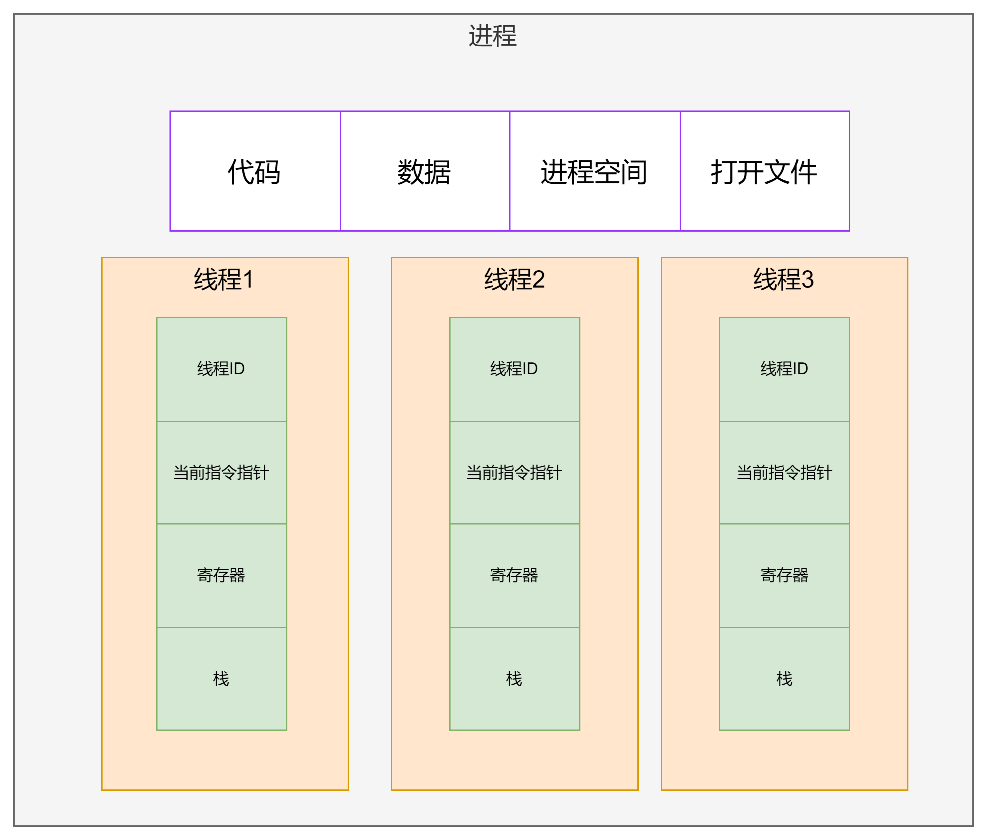 进程
代码 数据 进程空间 打开文件
线程1 线程2 线程3
线程ID 线程ID 线程ID
当前指令指针 当前指令指针 当前指令指针
寄存器 寄存器 寄存器
栈 栈 栈